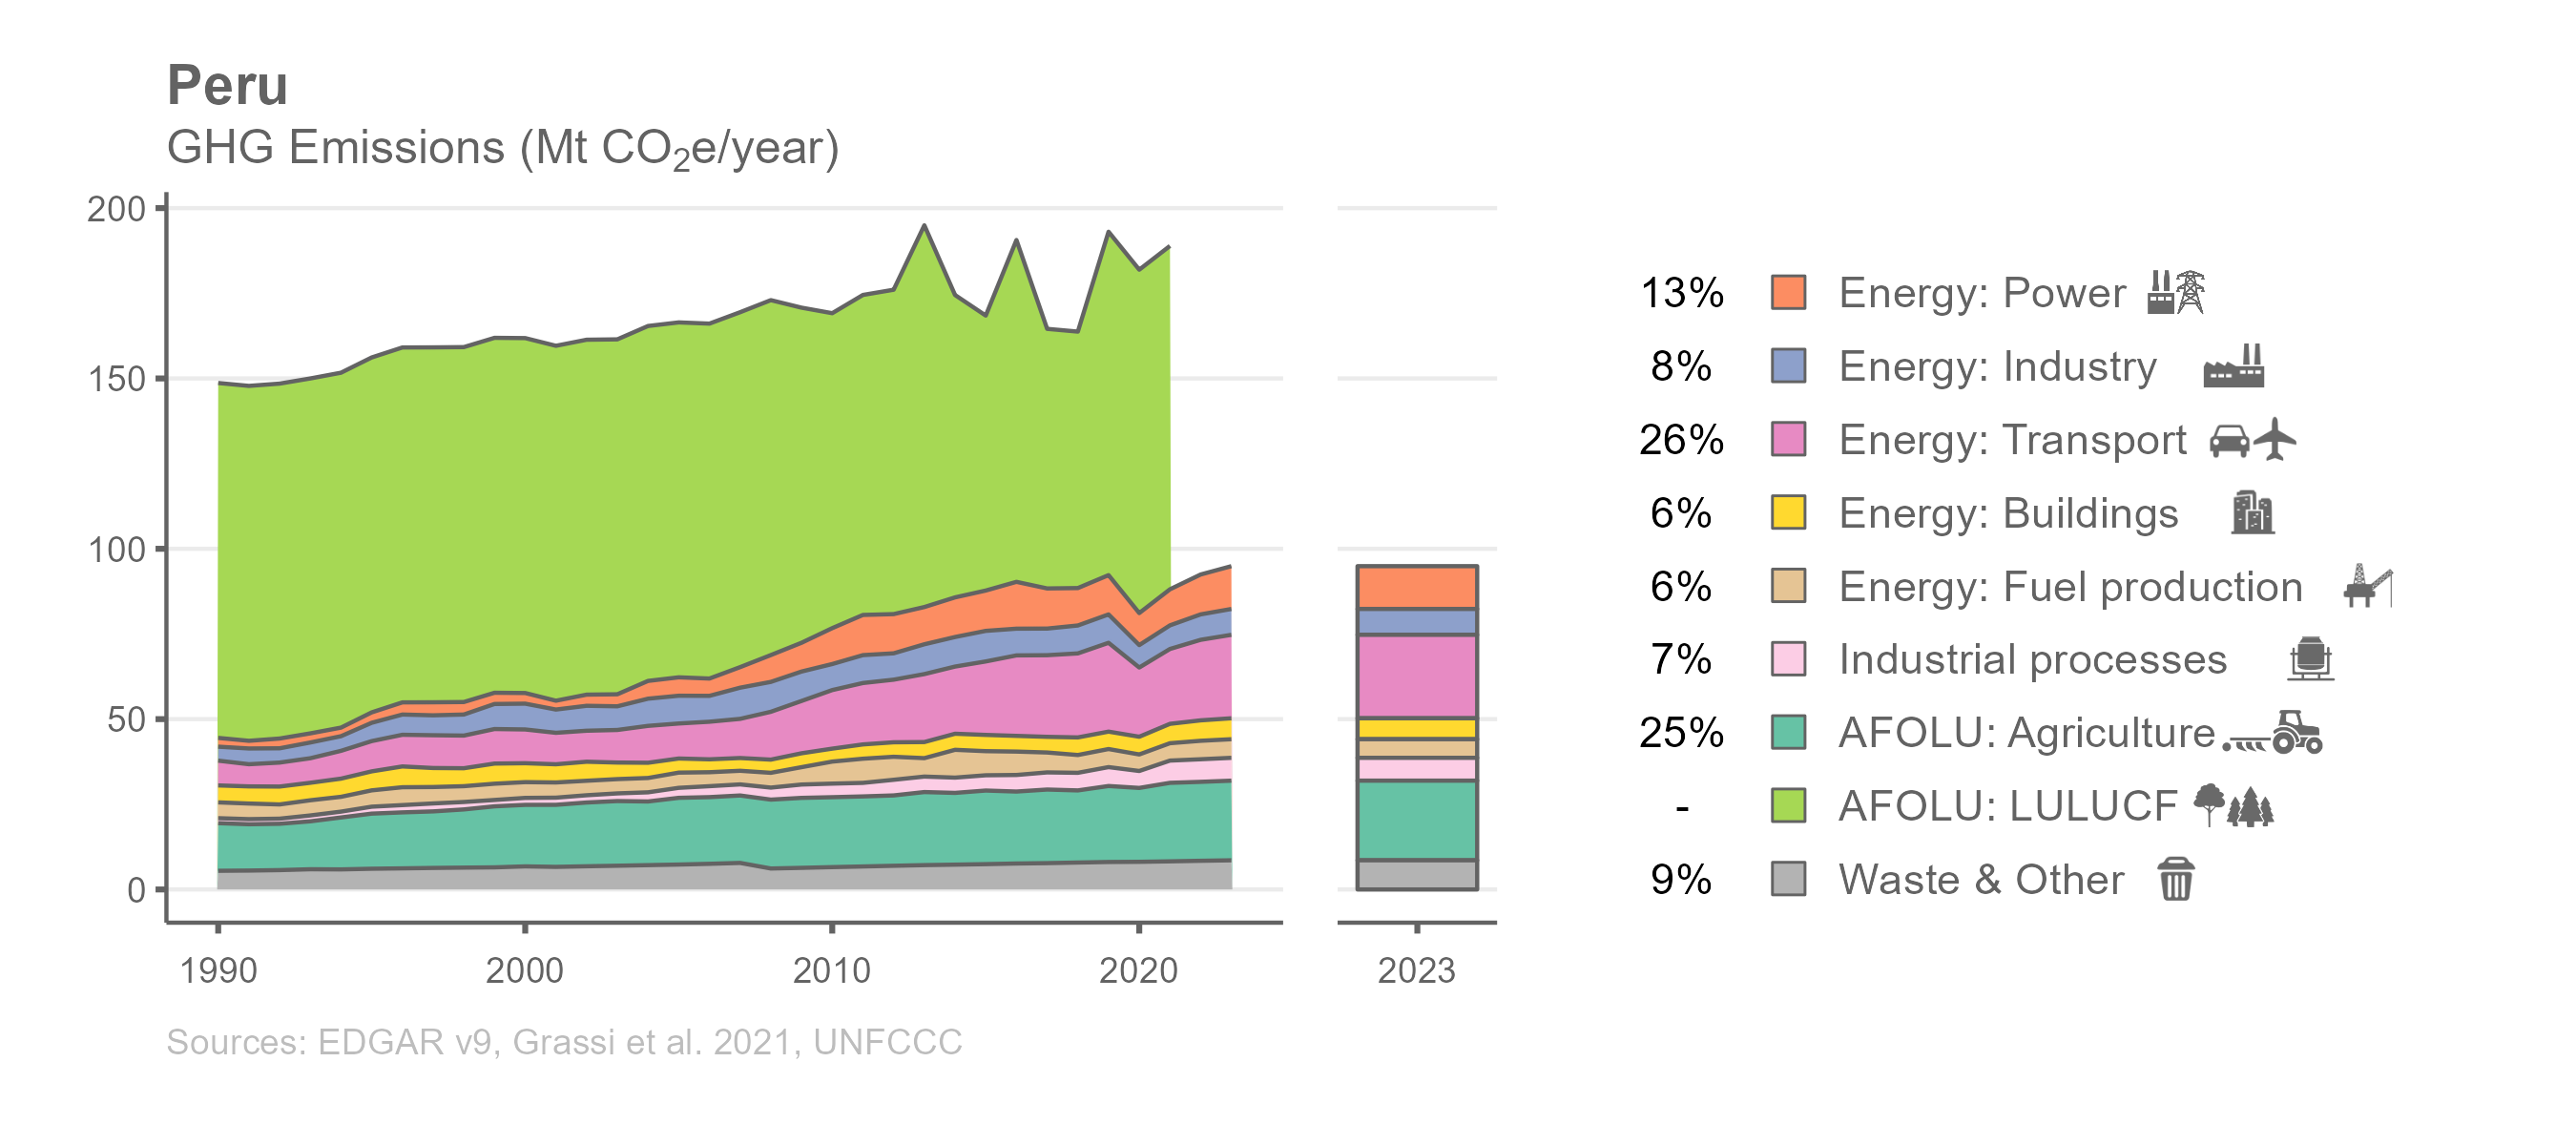 Peru
GHG Emissions (Mt CO₂e/year)
200
150
100
50
0
1990 2000 2010 2020 2023
13% Energy: Power
8% Energy: Industry
26% Energy: Transport
6% Energy: Buildings
6% Energy: Fuel production
7% Industrial processes
25% AFOLU: Agriculture
- AFOLU: LULUCF
9% Waste & Other
Sources: EDGAR v9, Grassi et al. 2021, UNFCCC